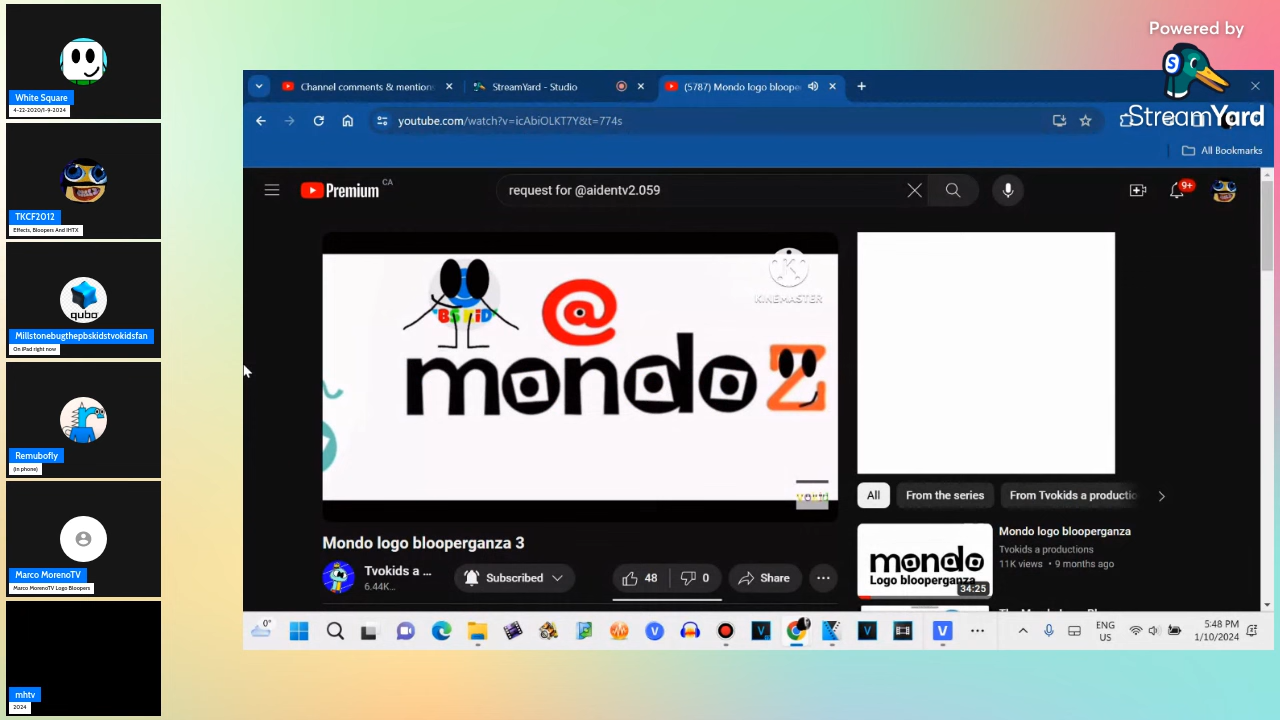 White Square
4-22-2020/1-9-2024
TKCF2012
Effects, Bloopers And IHTX
qubo
Millstonebugthepbskidstvokidsfan
On iPad right now
Remubofly
(in phone)
Marco MorenoTV
Marco MorenoTV Logo Bloopers
mhtv
2024
Powered by
S
StreamYard
Channel comments & mention
StreamYard - Studio
(5787) Mondo logo bloope
youtube.com/watch?v=icAbiOLKT7Y&t=774s
All Bookmarks
Premium CA
request for @aidentv2.059
9+
K
KINEMASTER
"BS KiD"
@
mondo Z
Mondo logo blooperganza 3
Tvokids a ...
6.44K...
Subscribed
48
0
Share
All
From the series
From Tvokids a productio
mondo
Logo blooperganza
34:25
Mondo logo blooperganza
Tvokids a productions
11K views • 9 months ago
0°
ENG
US
5:48 PM
1/10/2024